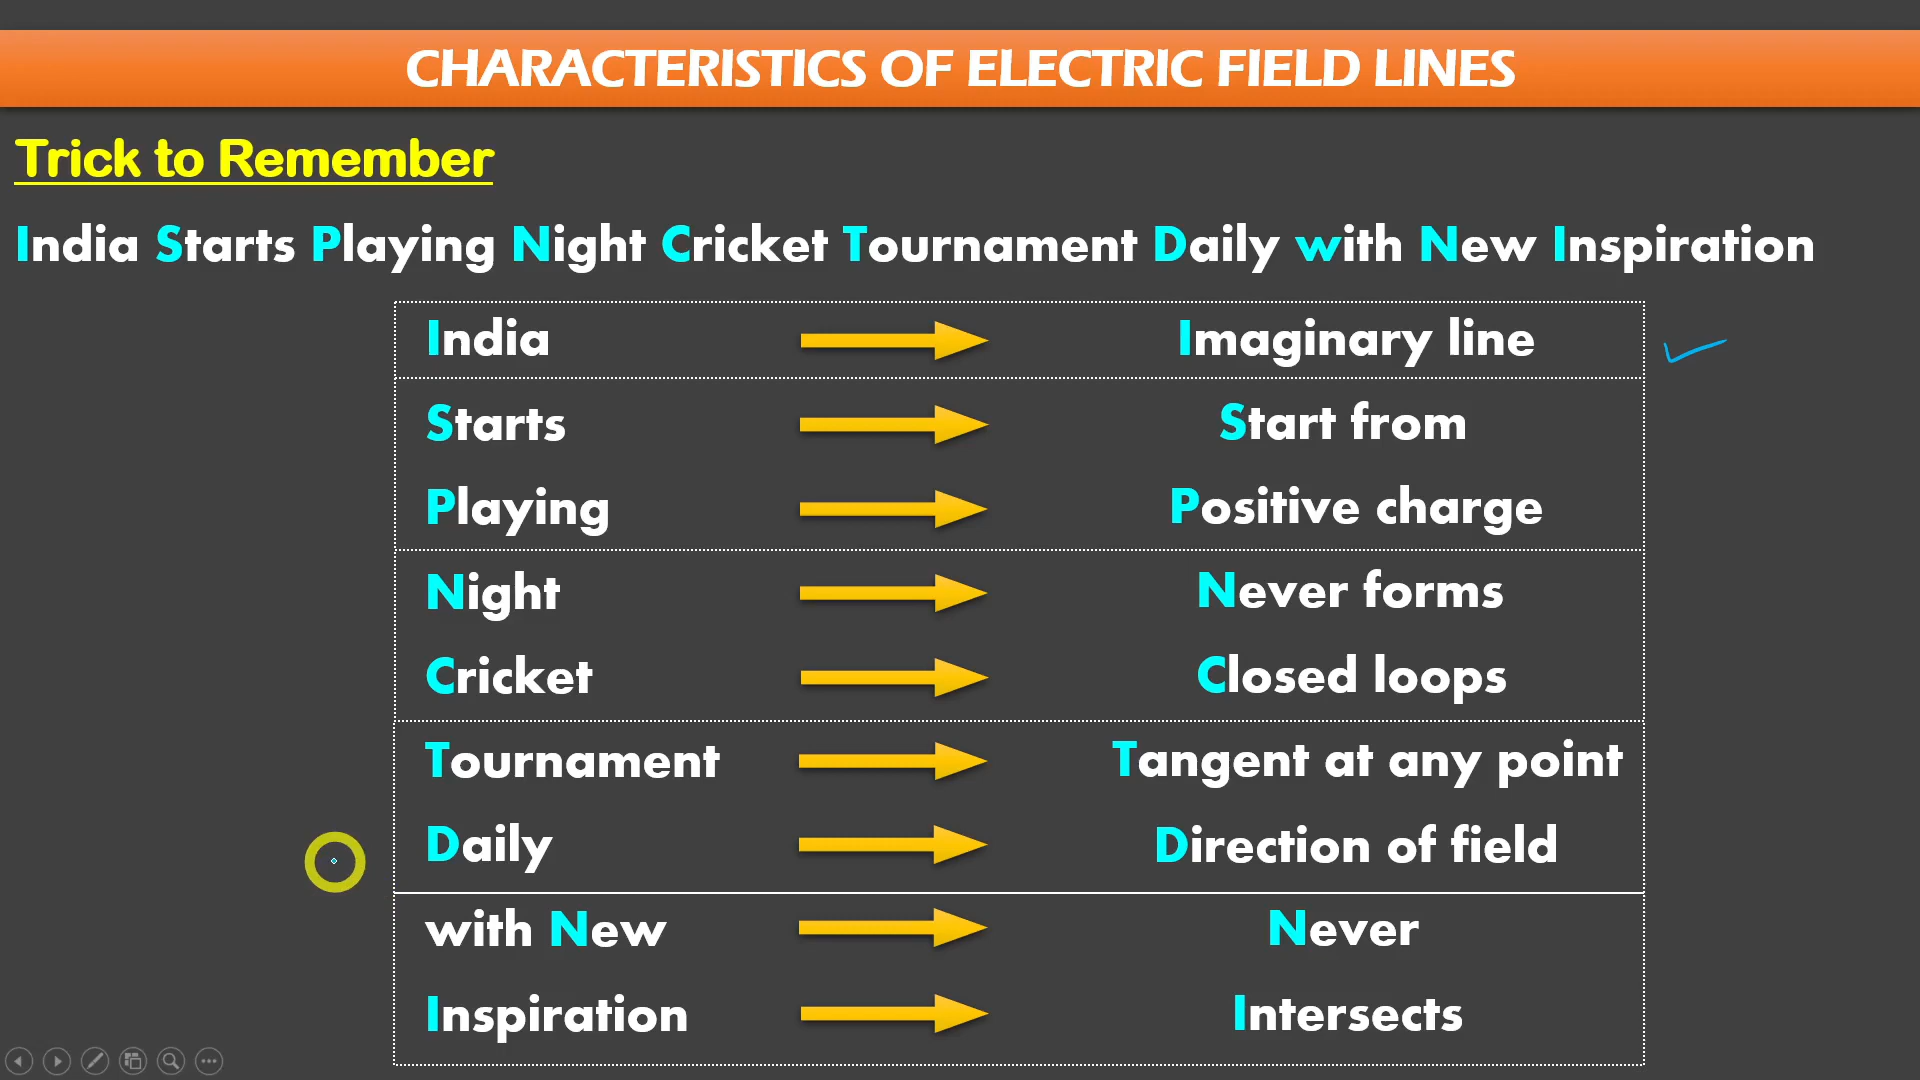 CHARACTERISTICS OF ELECTRIC FIELD LINES
Trick to Remember
India Starts Playing Night Cricket Tournament Daily with New Inspiration
India Imaginary line
Starts Start from
Playing Positive charge
Night Never forms
Cricket Closed loops
Tournament Tangent at any point
Daily Direction of field
with New Never
Inspiration Intersects